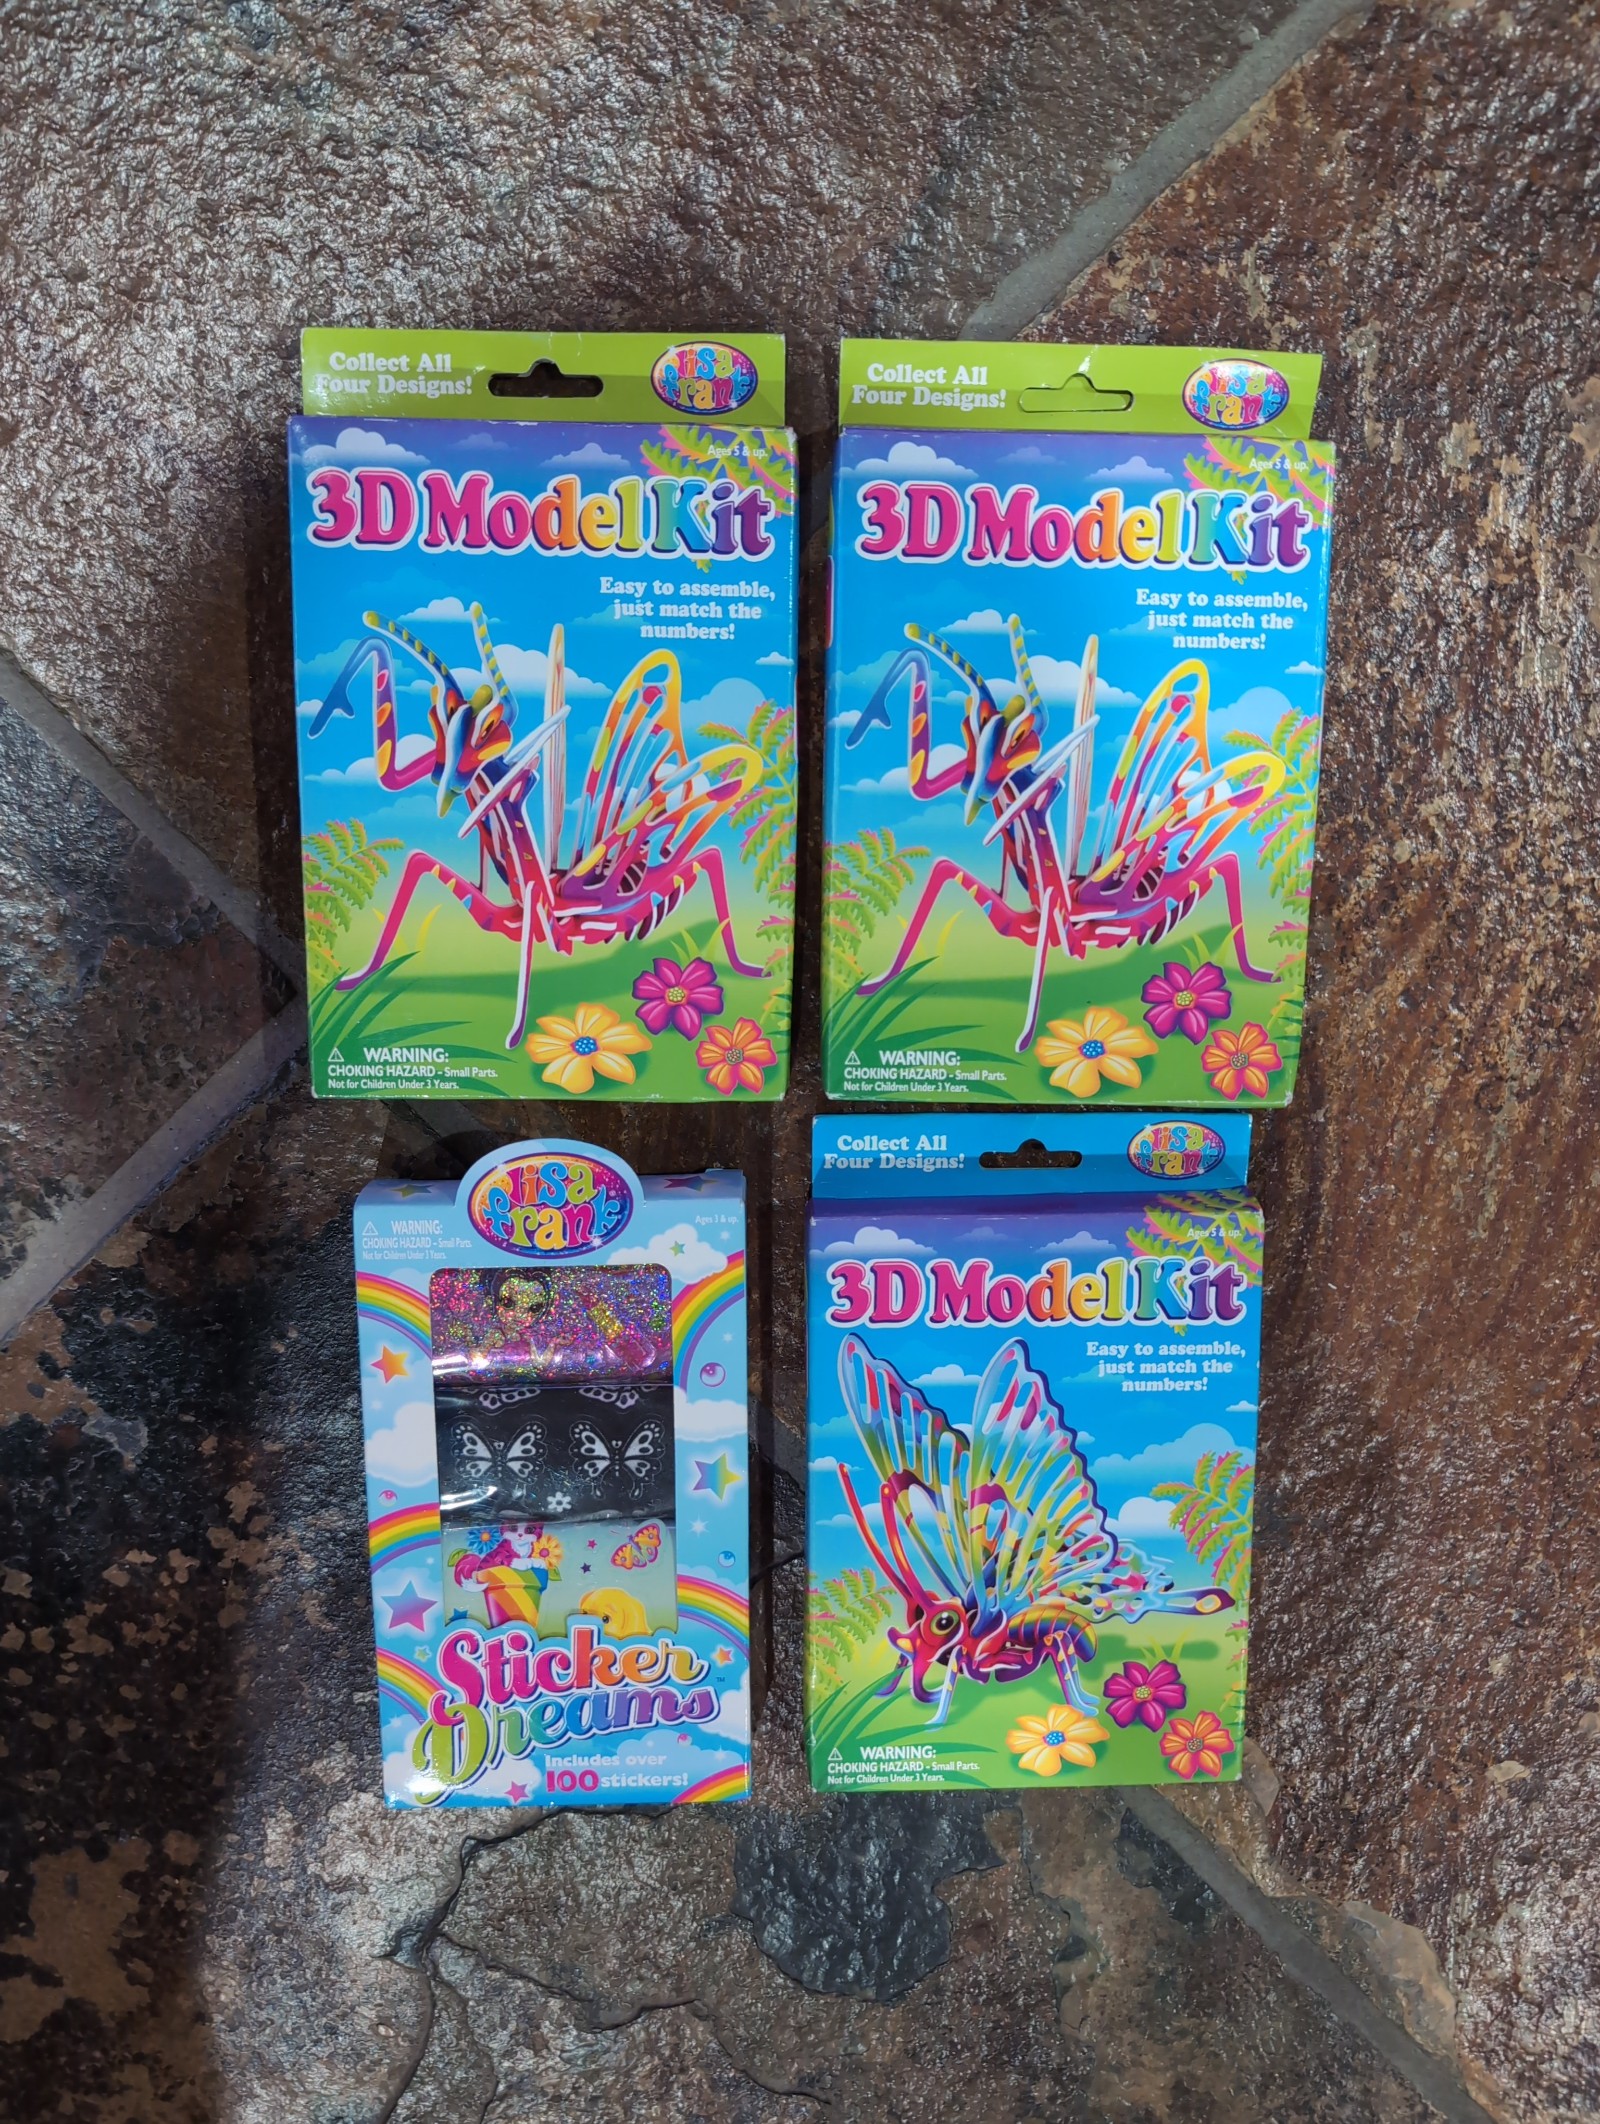 Collect All
Four Designs!
lisa
frank
Ages 5 & up.
3D Model Kit
Easy to assemble,
just match the
numbers!
WARNING:
CHOKING HAZARD - Small Parts.
Not for Children Under 3 Years.
Collect All
Four Designs!
lisa
frank
Ages 5 & up.
3D Model Kit
Easy to assemble,
just match the
numbers!
WARNING:
CHOKING HAZARD - Small Parts.
Not for Children Under 3 Years.
lisa
frank
WARNING:
CHOKING HAZARD - Small Parts.
Not for Children Under 3 Years.
Ages 3 & up.
Sticker
Dreams™
Includes over
100 stickers!
Collect All
Four Designs!
lisa
frank
Ages 5 & up.
3D Model Kit
Easy to assemble,
just match the
numbers!
WARNING:
CHOKING HAZARD - Small Parts.
Not for Children Under 3 Years.